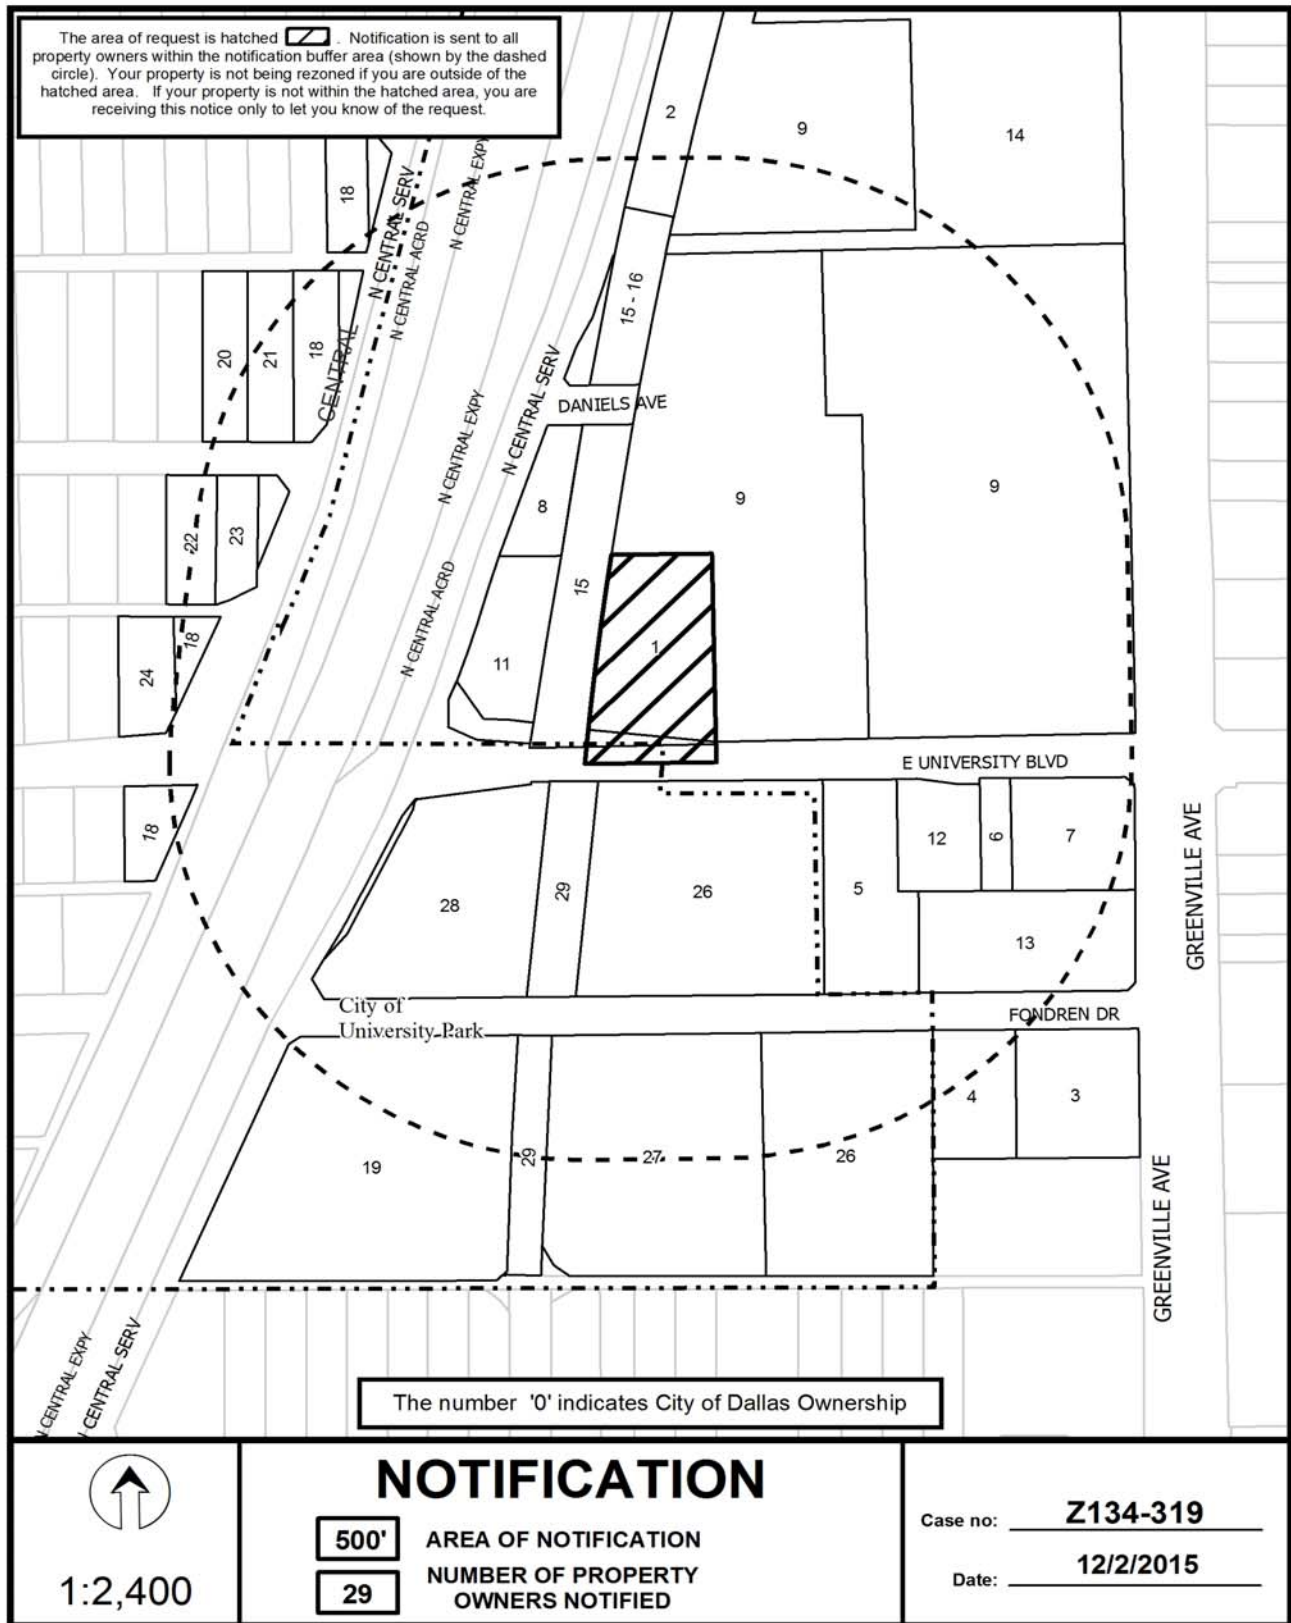 The area of request is hatched . Notification is sent to all
property owners within the notification buffer area (shown by the dashed
circle). Your property is not being rezoned if you are outside of the
hatched area. If your property is not within the hatched area, you are
receiving this notice only to let you know of the request.
2
9
14
18
N CENTRAL SERV
N CENTRAL ACRD
N CENTRAL EXPY
15 - 16
20
21
18
CENTRAL
N CENTRAL SERV
DANIELS AVE
N CENTRAL EXPY
8
9
9
22
23
15
N CENTRAL ACRD
1
11
24
18
E UNIVERSITY BLVD
18
12
6
7
5
28
29
26
13
GREENVILLE AVE
City of
University Park
FONDREN DR
4
3
19
29
27
26
GREENVILLE AVE
N CENTRAL EXPY
N CENTRAL SERV
The number '0' indicates City of Dallas Ownership
1:2,400
NOTIFICATION
500' AREA OF NOTIFICATION
29 NUMBER OF PROPERTY
OWNERS NOTIFIED
Case no: Z134-319
Date: 12/2/2015